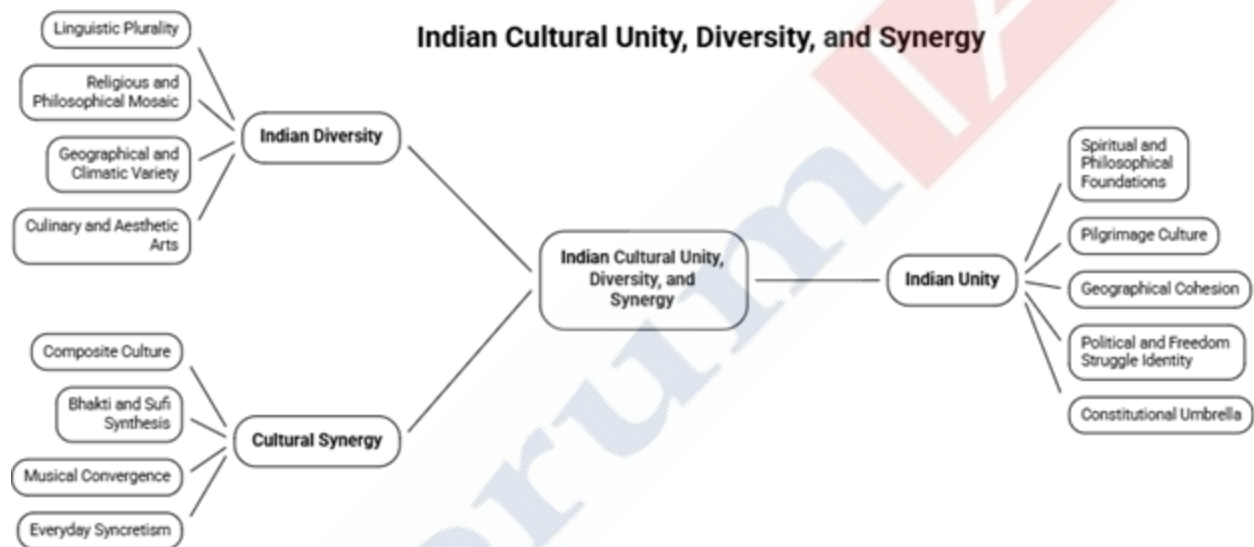 Indian Cultural Unity, Diversity, and Synergy
Linguistic Plurality
Religious and
Philosophical Mosaic
Geographical and
Climatic Variety
Culinary and Aesthetic
Arts
Indian Diversity
Composite Culture
Bhakti and Sufi
Synthesis
Musical Convergence
Everyday Syncretism
Cultural Synergy
Indian Cultural Unity,
Diversity, and
Synergy
Indian Unity
Spiritual and
Philosophical
Foundations
Pilgrimage Culture
Geographical Cohesion
Political and Freedom
Struggle Identity
Constitutional Umbrella